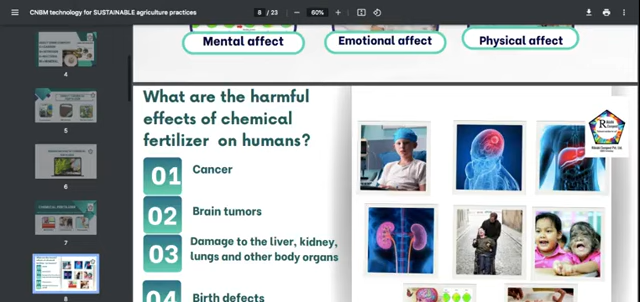 CNBM technology for SUSTAINABLE agriculture practices
8 / 23
60%
Mental affect
Emotional affect
Physical affect
What are the harmful
effects of chemical
fertilizer on humans?
01
Cancer
02
Brain tumors
03
Damage to the liver, kidney,
lungs and other body organs
04
Birth defects
4
5
6
7
8